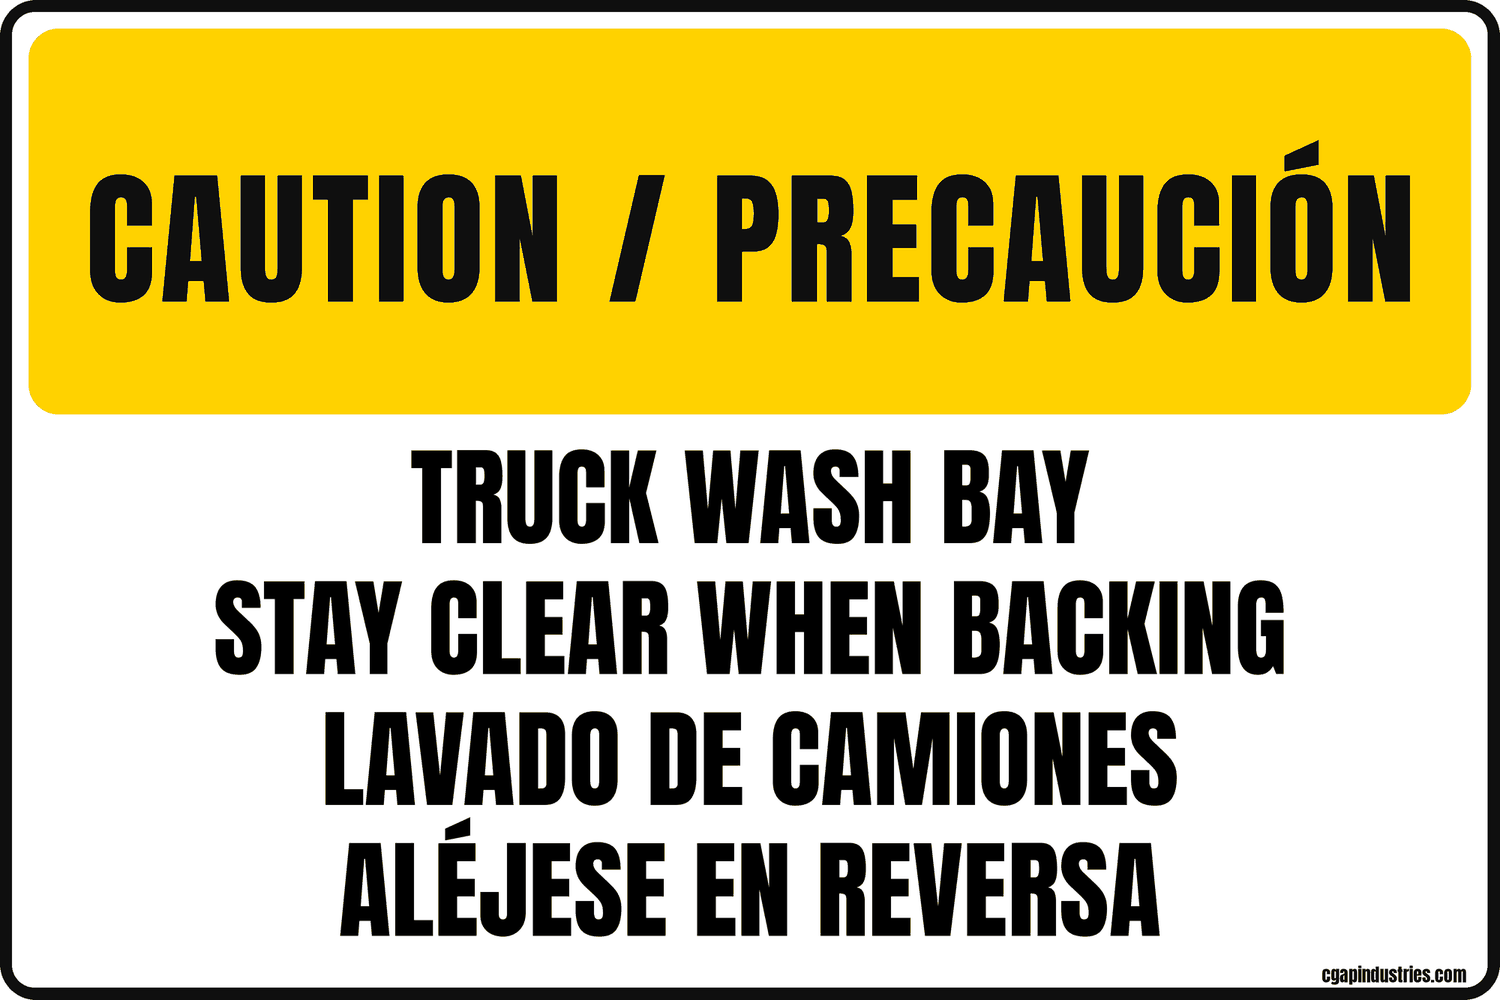 CAUTION / PRECAUCIÓN
TRUCK WASH BAY
STAY CLEAR WHEN BACKING
LAVADO DE CAMIONES
ALÉJESE EN REVERSA
cgapindustries.com